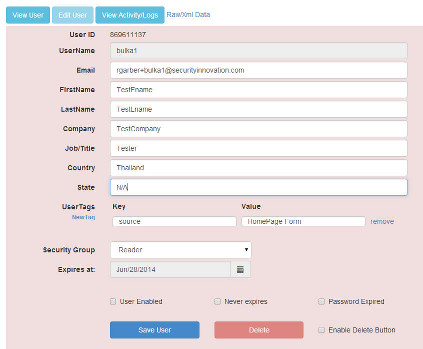 View User Edit User View Activity/Logs Raw/Xml Data
User ID 869611137
UserName bulka1
Email rgarber+bulka1@securityinnovation.com
FirstName TestFname
LastName TestLname
Company TestCompany
Job/Title Tester
Country Thailand
State N/A
UserTags Key Value
NewTag source HomePage Form remove
Security Group Reader
Expires at: Jun/28/2014
User Enabled Never expires Password Expired
Save User Delete Enable Delete Button